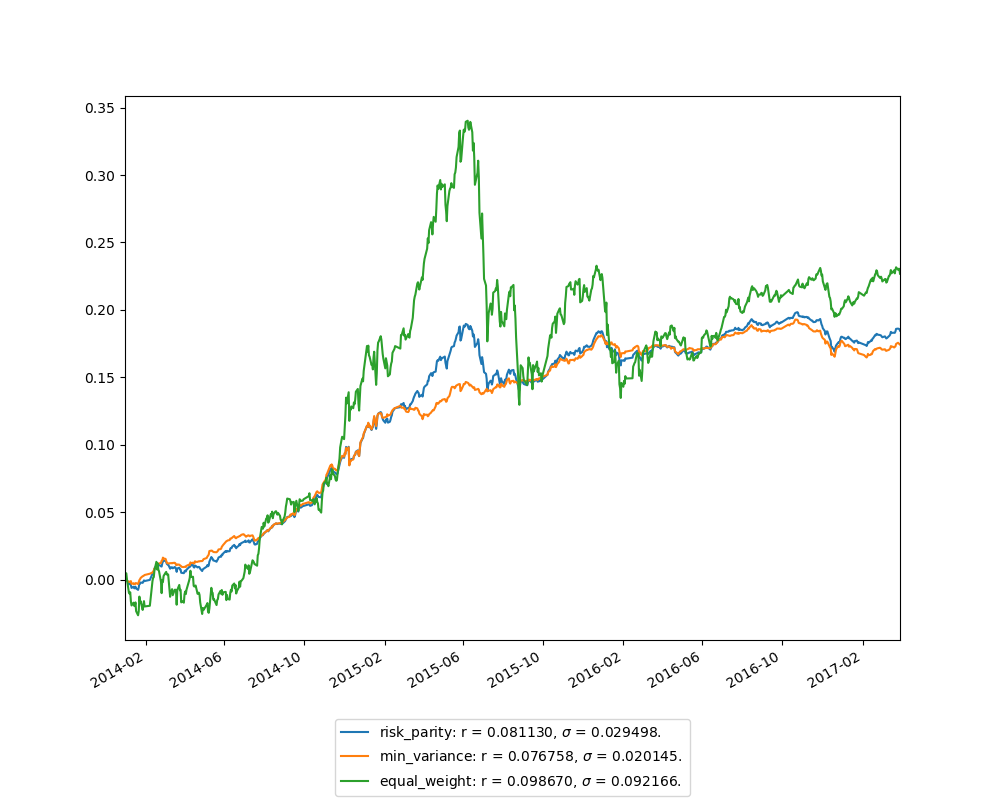 0.35
0.30
0.25
0.20
0.15
0.10
0.05
0.00
2014-02 2014-06 2014-10 2015-02 2015-06 2015-10 2016-02 2016-06 2016-10 2017-02
risk_parity: r = 0.081130, σ = 0.029498.
min_variance: r = 0.076758, σ = 0.020145.
equal_weight: r = 0.098670, σ = 0.092166.